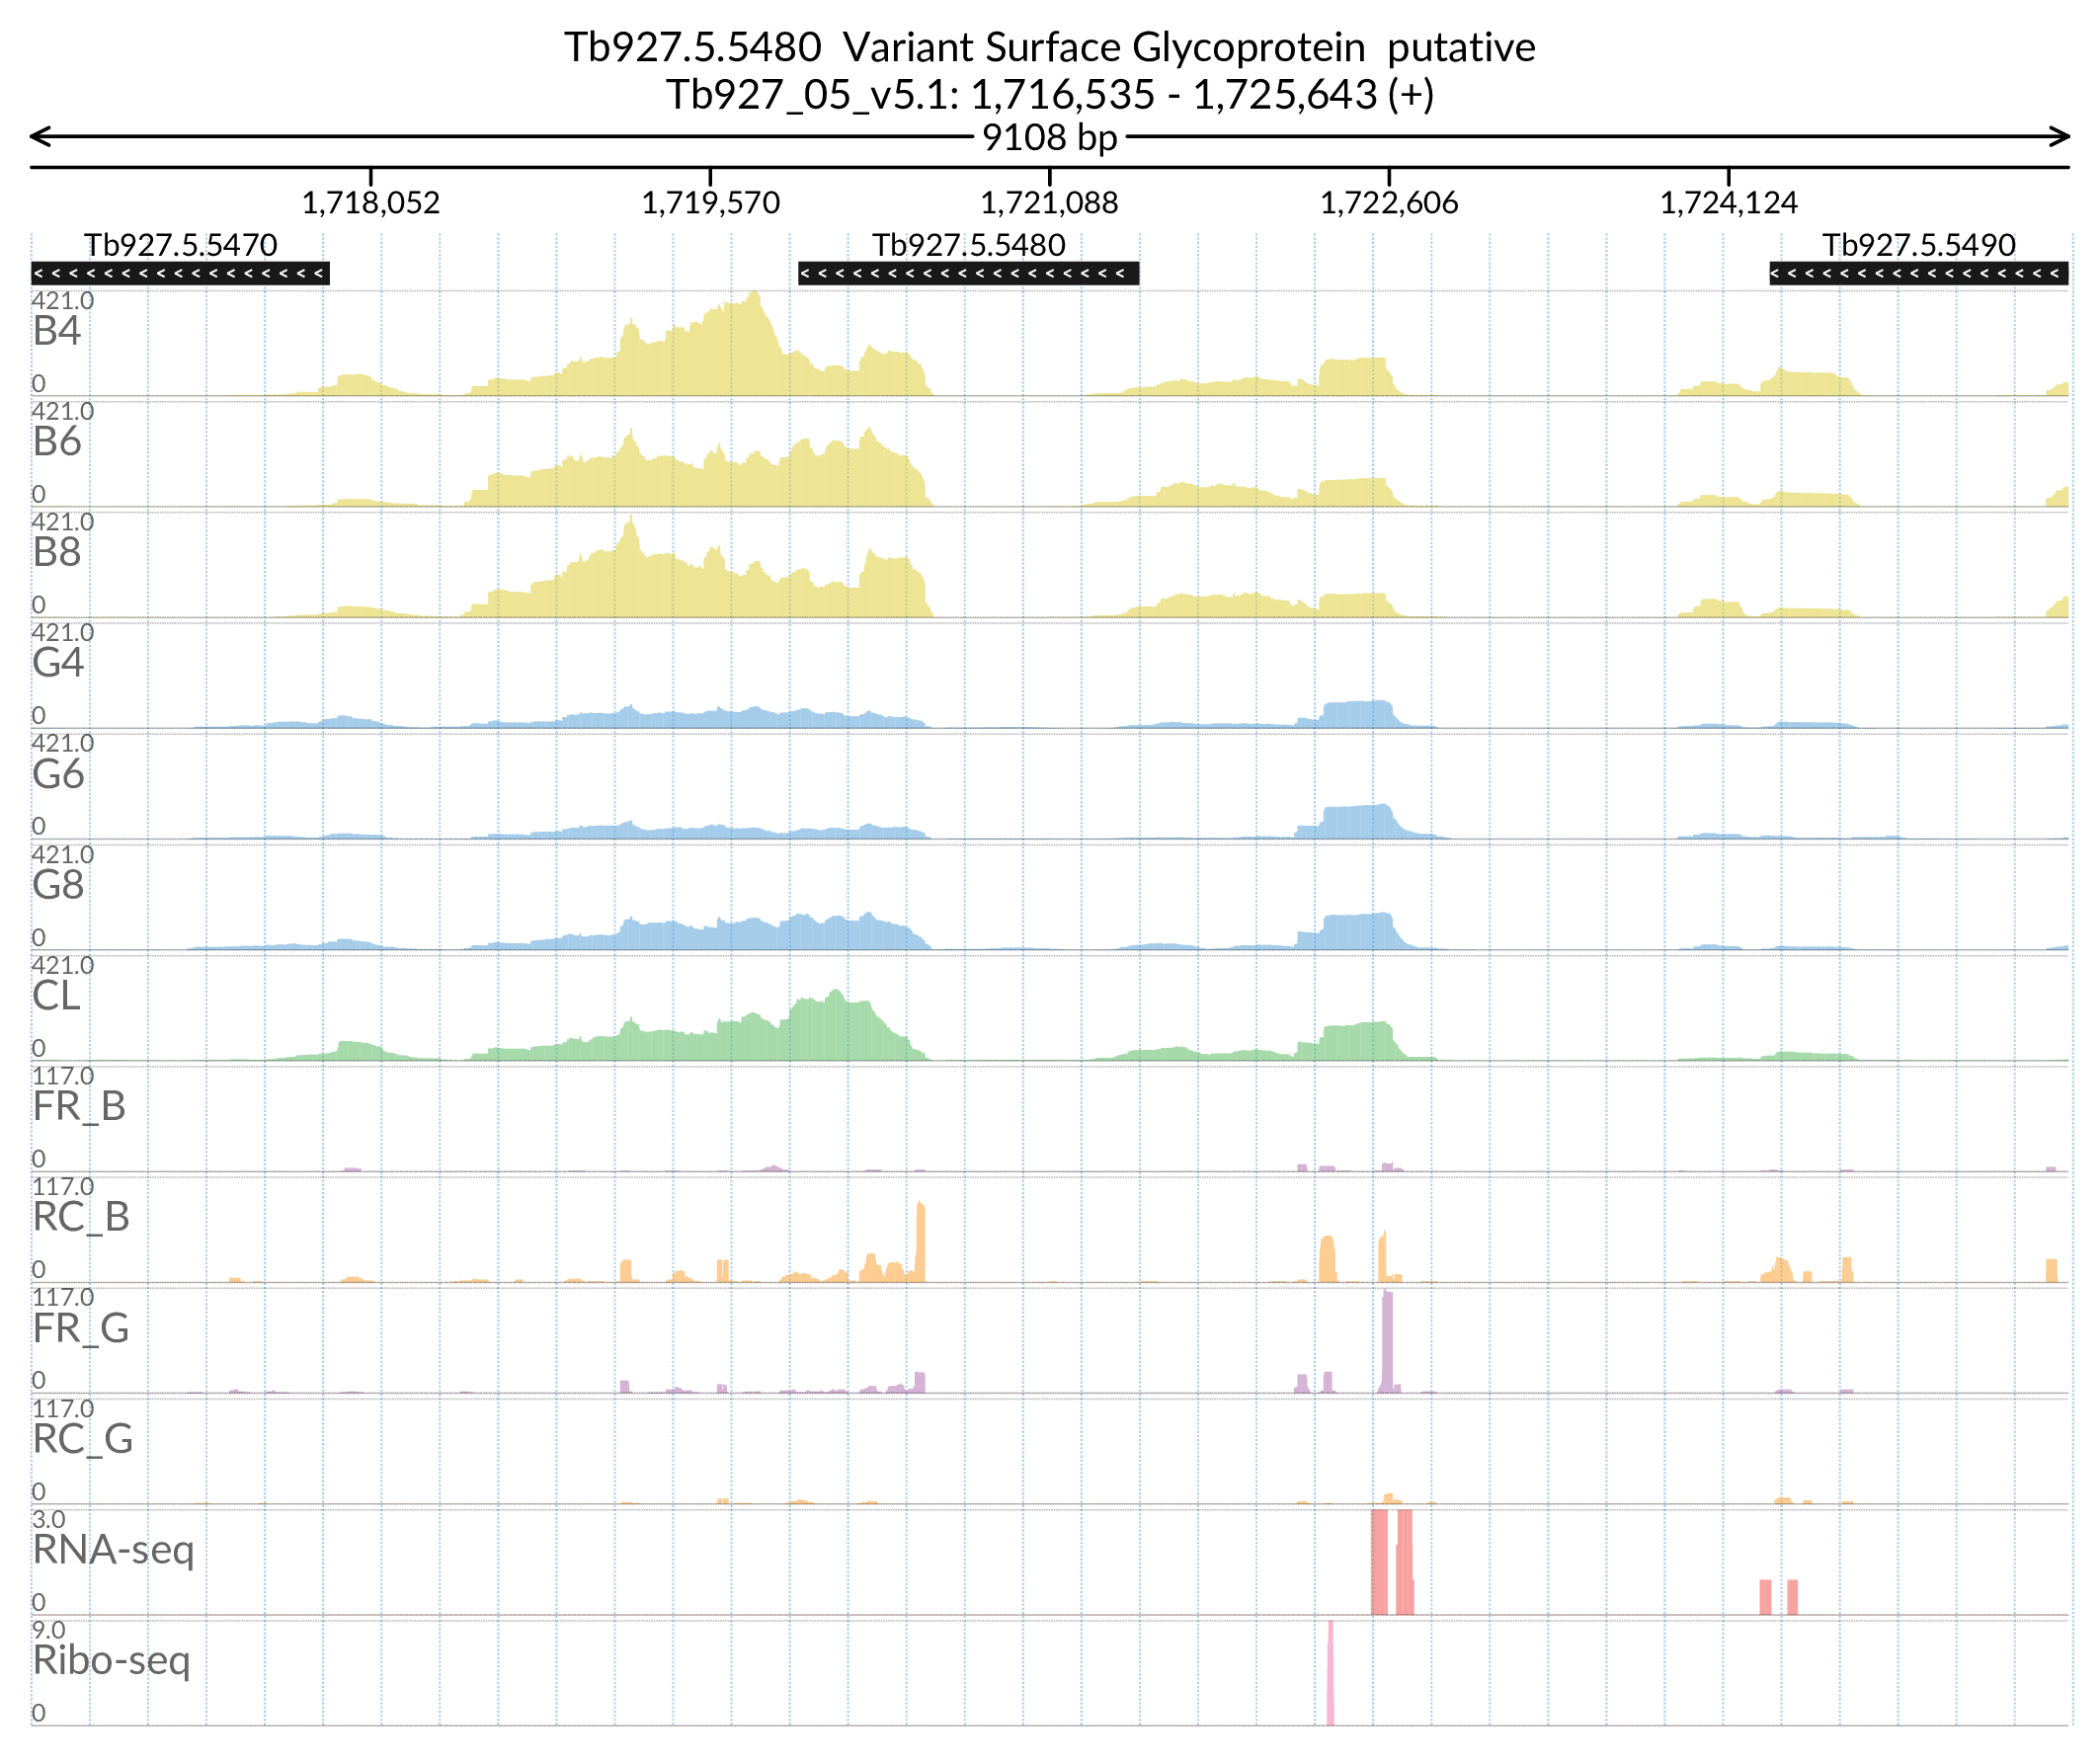 Tb927.5.5480  Variant Surface Glycoprotein  putative
Tb927_05_v5.1: 1,716,535 - 1,725,643 (+)
9108 bp
1,718,052 1,719,570 1,721,088 1,722,606 1,724,124
Tb927.5.5470 Tb927.5.5480 Tb927.5.5490
421.0
B4
0
421.0
B6
0
421.0
B8
0
421.0
G4
0
421.0
G6
0
421.0
G8
0
421.0
CL
0
117.0
FR_B
0
117.0
RC_B
0
117.0
FR_G
0
117.0
RC_G
0
3.0
RNA-seq
0
9.0
Ribo-seq
0